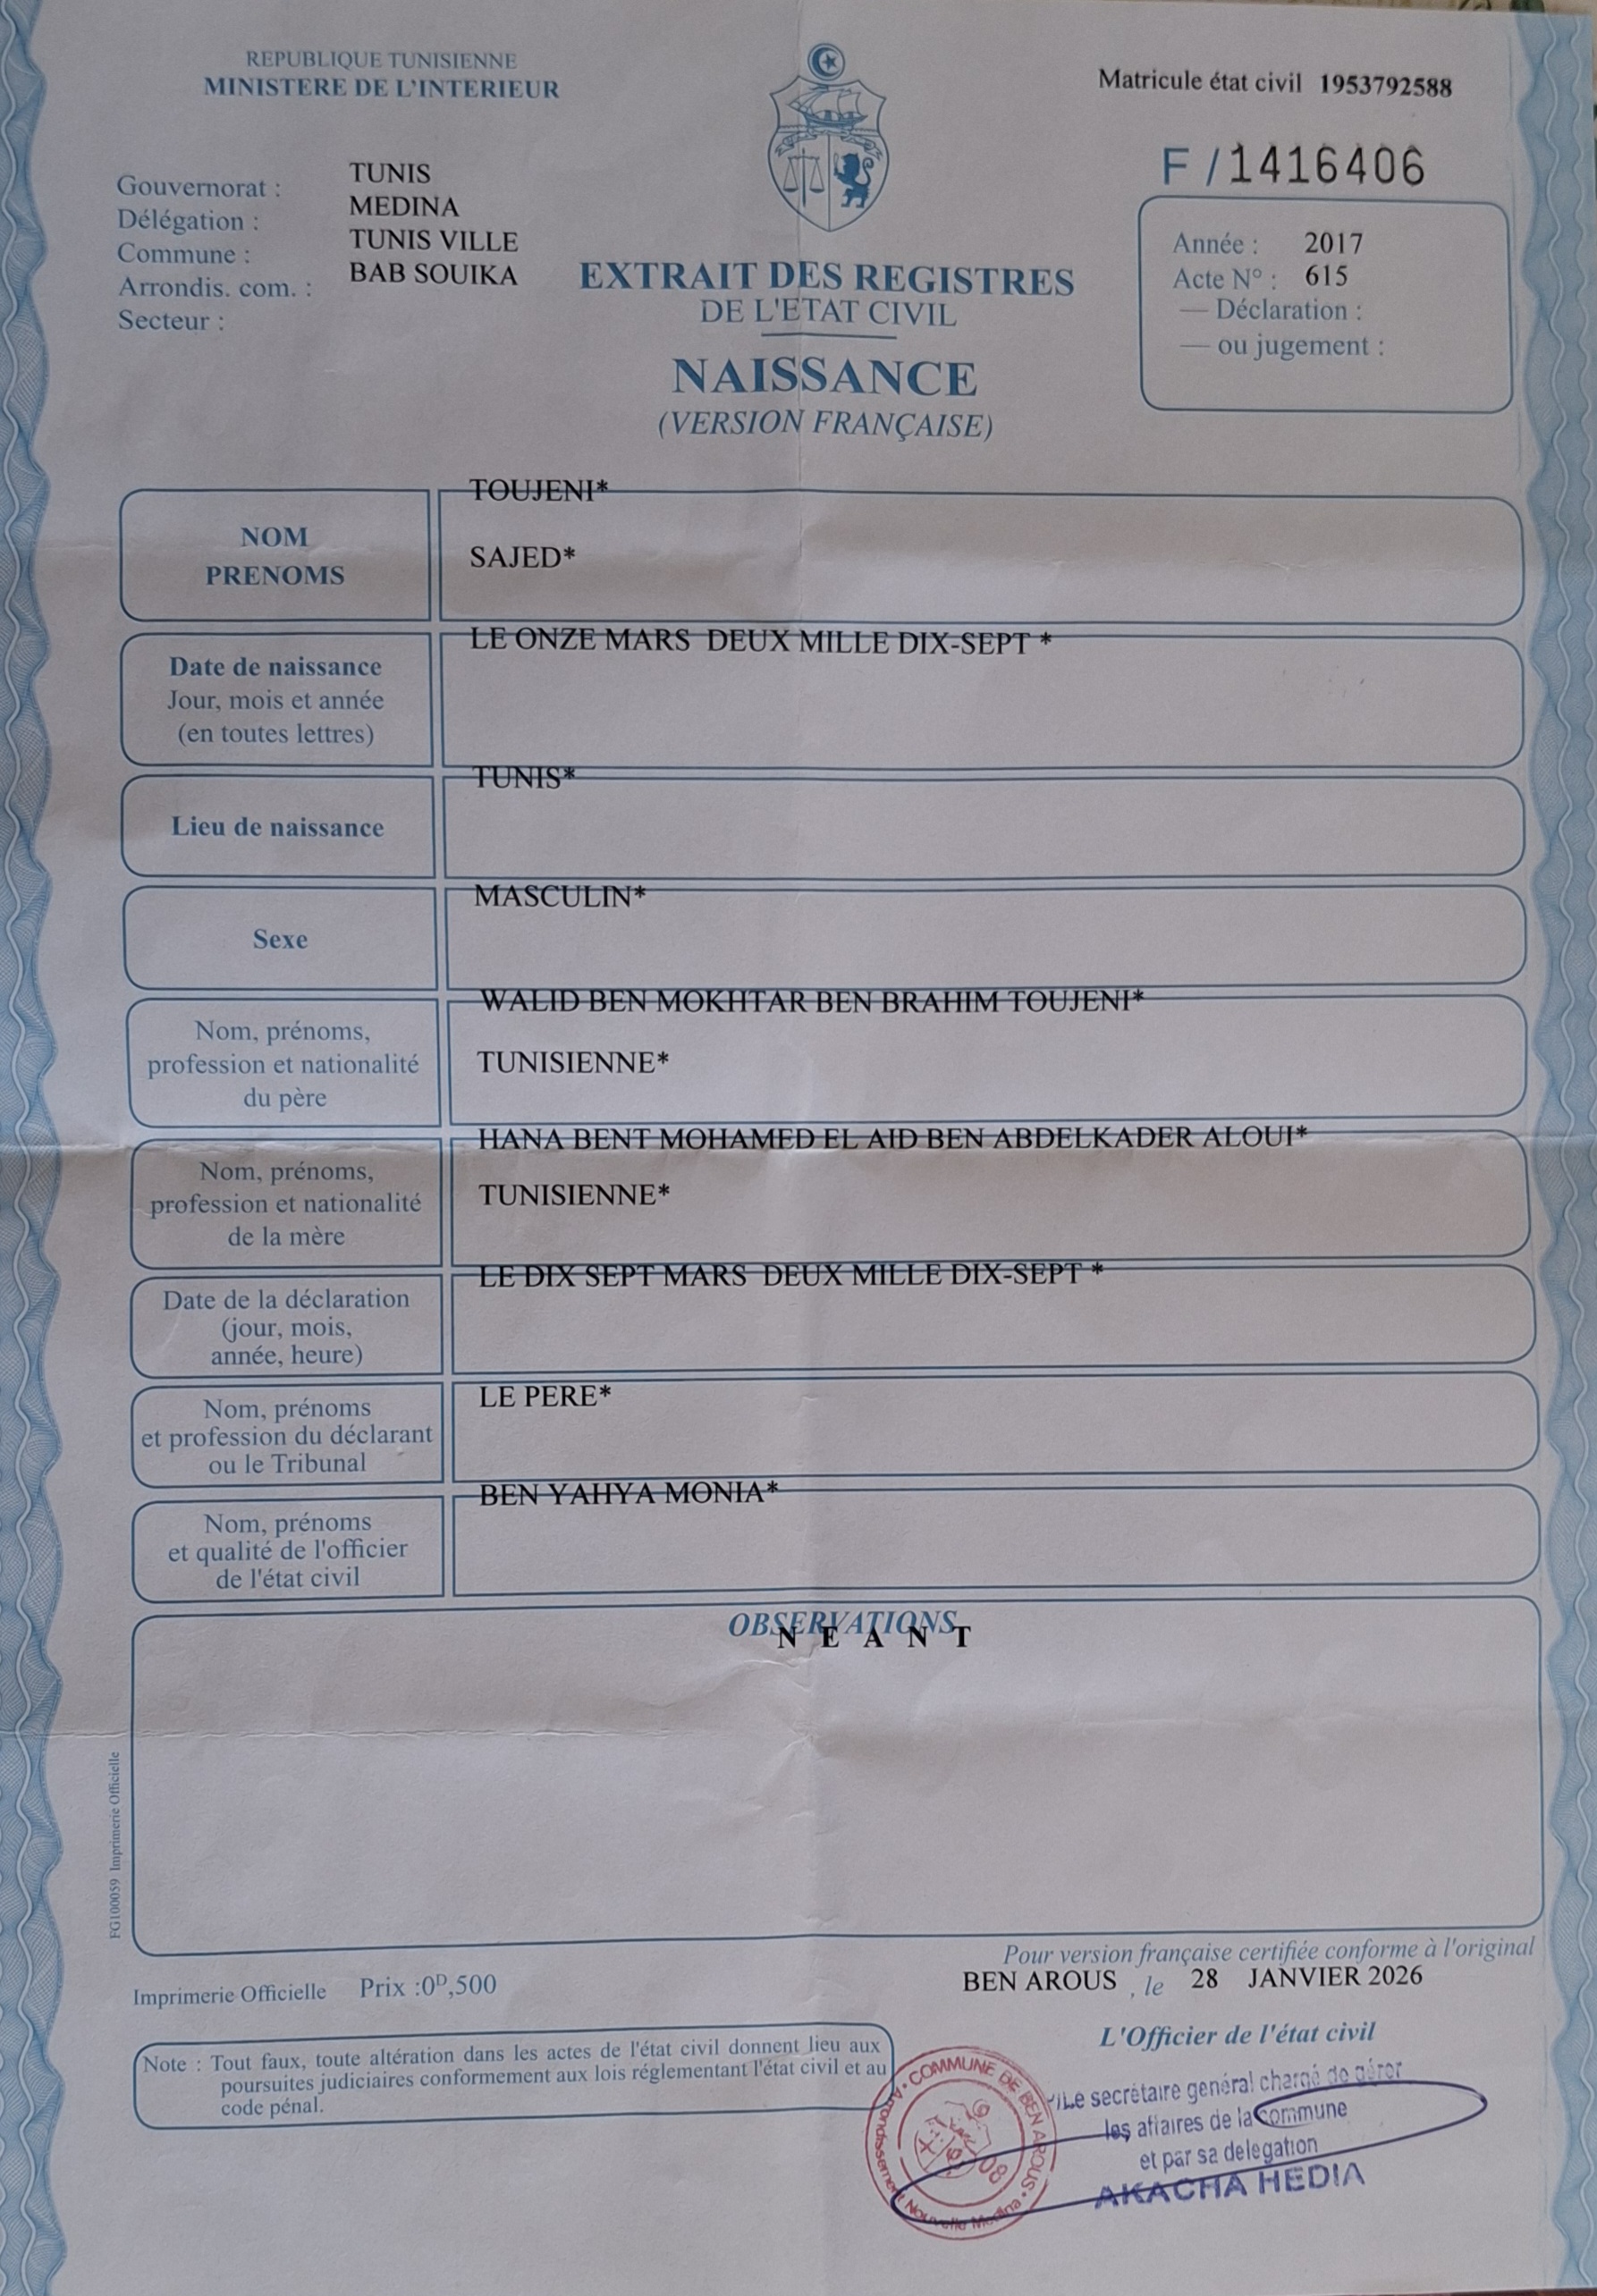 REPUBLIQUE TUNISIENNE
MINISTERE DE L'INTERIEUR
Matricule état civil 1953792588
F / 1416406
Gouvernorat : TUNIS
Délégation : MEDINA
Commune : TUNIS VILLE
Arrondis. com. : BAB SOUIKA
Secteur :
Année : 2017
Acte N° : 615
— Déclaration :
— ou jugement :
EXTRAIT DES REGISTRES
DE L'ETAT CIVIL
NAISSANCE
(VERSION FRANÇAISE)
NOM
PRENOMS
TOUJENI*
SAJED*
Date de naissance
Jour, mois et année
(en toutes lettres)
LE ONZE MARS DEUX MILLE DIX-SEPT *
Lieu de naissance
TUNIS*
Sexe
MASCULIN*
Nom, prénoms,
profession et nationalité
du père
WALID BEN MOKHTAR BEN BRAHIM TOUJENI*
TUNISIENNE*
Nom, prénoms,
profession et nationalité
de la mère
HANA BENT MOHAMED EL AID BEN ABDELKADER ALOUI*
TUNISIENNE*
Date de la déclaration
(jour, mois,
année, heure)
LE DIX SEPT MARS DEUX MILLE DIX-SEPT *
Nom, prénoms
et profession du déclarant
ou le Tribunal
LE PERE*
Nom, prénoms
et qualité de l'officier
de l'état civil
BEN YAHYA MONIA*
OBSERVATIONS
N E A N T
FG100059 Imprimerie Officielle
Pour version française certifiée conforme à l'original
BEN AROUS , le 28 JANVIER 2026
Imprimerie Officielle Prix :0ᴰ,500
L'Officier de l'état civil
Note : Tout faux, toute altération dans les actes de l'état civil donnent lieu aux
poursuites judiciaires conformement aux lois réglementant l'état civil et au
code pénal.
P/Le secrétaire genéral chargé de gérer
les affaires de la commune
et par sa délegation
AKACHA HEDIA
COMMUNE DE BEN AROUS
Arrondissement Nouvelle Medina
08